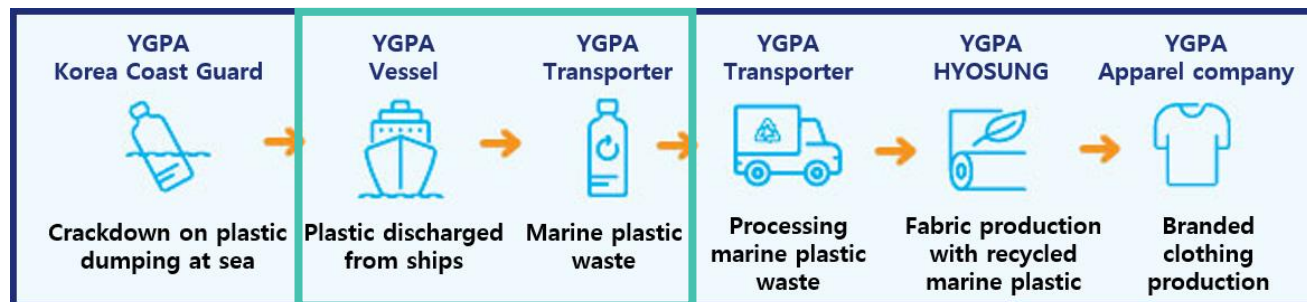 YGPA
Korea Coast Guard
Crackdown on plastic
dumping at sea
YGPA
Vessel
Plastic discharged
from ships
YGPA
Transporter
Marine plastic
waste
YGPA
Transporter
Processing
marine plastic
waste
YGPA
HYOSUNG
Fabric production
with recycled
marine plastic
YGPA
Apparel company
Branded
clothing
production